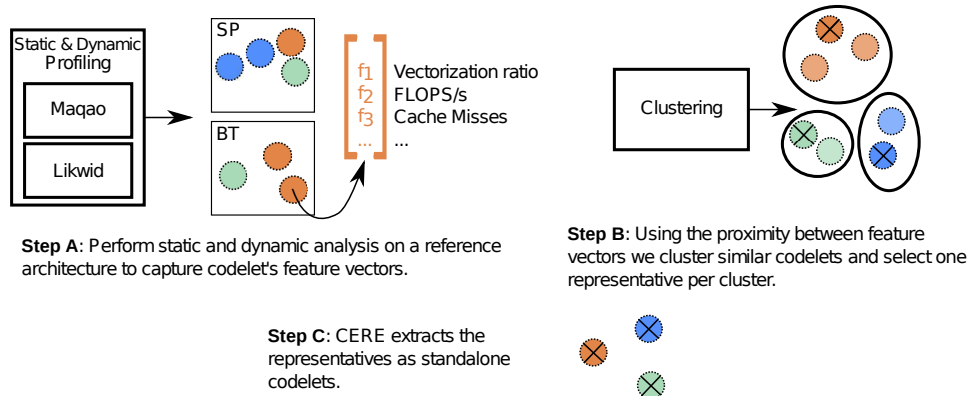 Static & Dynamic
Profiling
Maqao
Likwid
SP
BT
f1 Vectorization ratio
f2 FLOPS/s
f3 Cache Misses
... ...
Step A: Perform static and dynamic analysis on a reference
architecture to capture codelet's feature vectors.
Clustering
Step B: Using the proximity between feature
vectors we cluster similar codelets and select one
representative per cluster.
Step C: CERE extracts the
representatives as standalone
codelets.